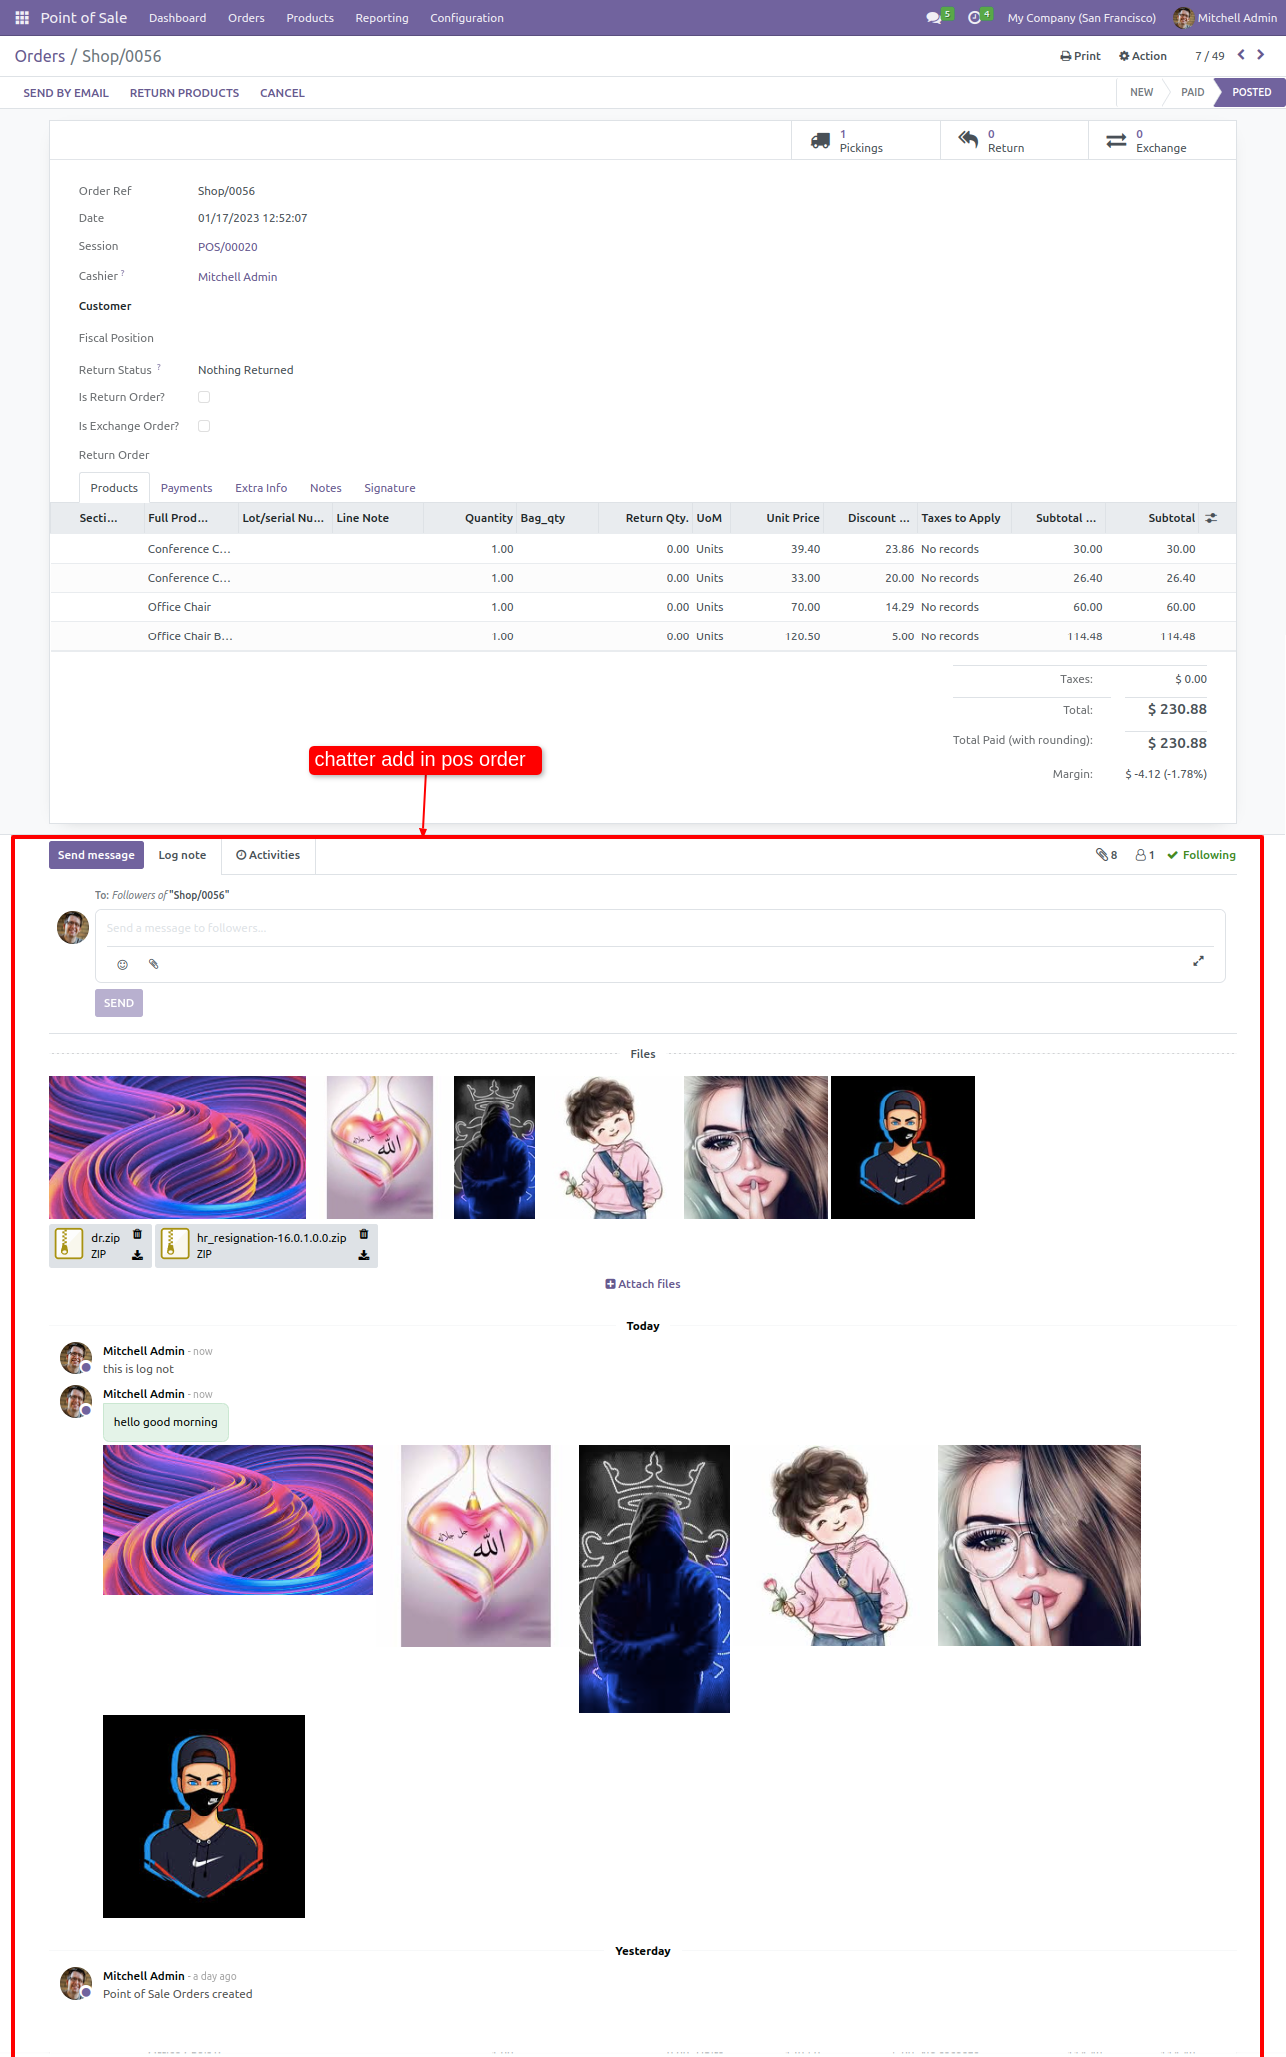 Point of Sale Dashboard Orders Products Reporting Configuration 5 4 My Company (San Francisco) Mitchell Admin
Orders / Shop/0056 Print Action 7 / 49
SEND BY EMAIL RETURN PRODUCTS CANCEL NEW PAID POSTED
1 Pickings
0 Return
0 Exchange
Order Ref Shop/0056
Date 01/17/2023 12:52:07
Session POS/00020
Cashier ? Mitchell Admin
Customer
Fiscal Position
Return Status ? Nothing Returned
Is Return Order?
Is Exchange Order?
Return Order
Products Payments Extra Info Notes Signature
Secti... Full Prod... Lot/serial Nu... Line Note Quantity Bag_qty Return Qty. UoM Unit Price Discount ... Taxes to Apply Subtotal ... Subtotal
Conference C... 1.00 0.00 Units 39.40 23.86 No records 30.00 30.00
Conference C... 1.00 0.00 Units 33.00 20.00 No records 26.40 26.40
Office Chair 1.00 0.00 Units 70.00 14.29 No records 60.00 60.00
Office Chair B... 1.00 0.00 Units 120.50 5.00 No records 114.48 114.48
Taxes: $ 0.00
Total: $ 230.88
Total Paid (with rounding): $ 230.88
Margin: $ -4.12 (-1.78%)
chatter add in pos order
Send message Log note Activities 8 1 Following
To: Followers of "Shop/0056"
Send a message to followers...
SEND
Files
الله جل جلاله
dr.zip
ZIP
hr_resignation-16.0.1.0.0.zip
ZIP
Attach files
Today
Mitchell Admin - now
this is log not
Mitchell Admin - now
hello good morning
الله جل جلاله
Yesterday
Mitchell Admin - a day ago
Point of Sale Orders created